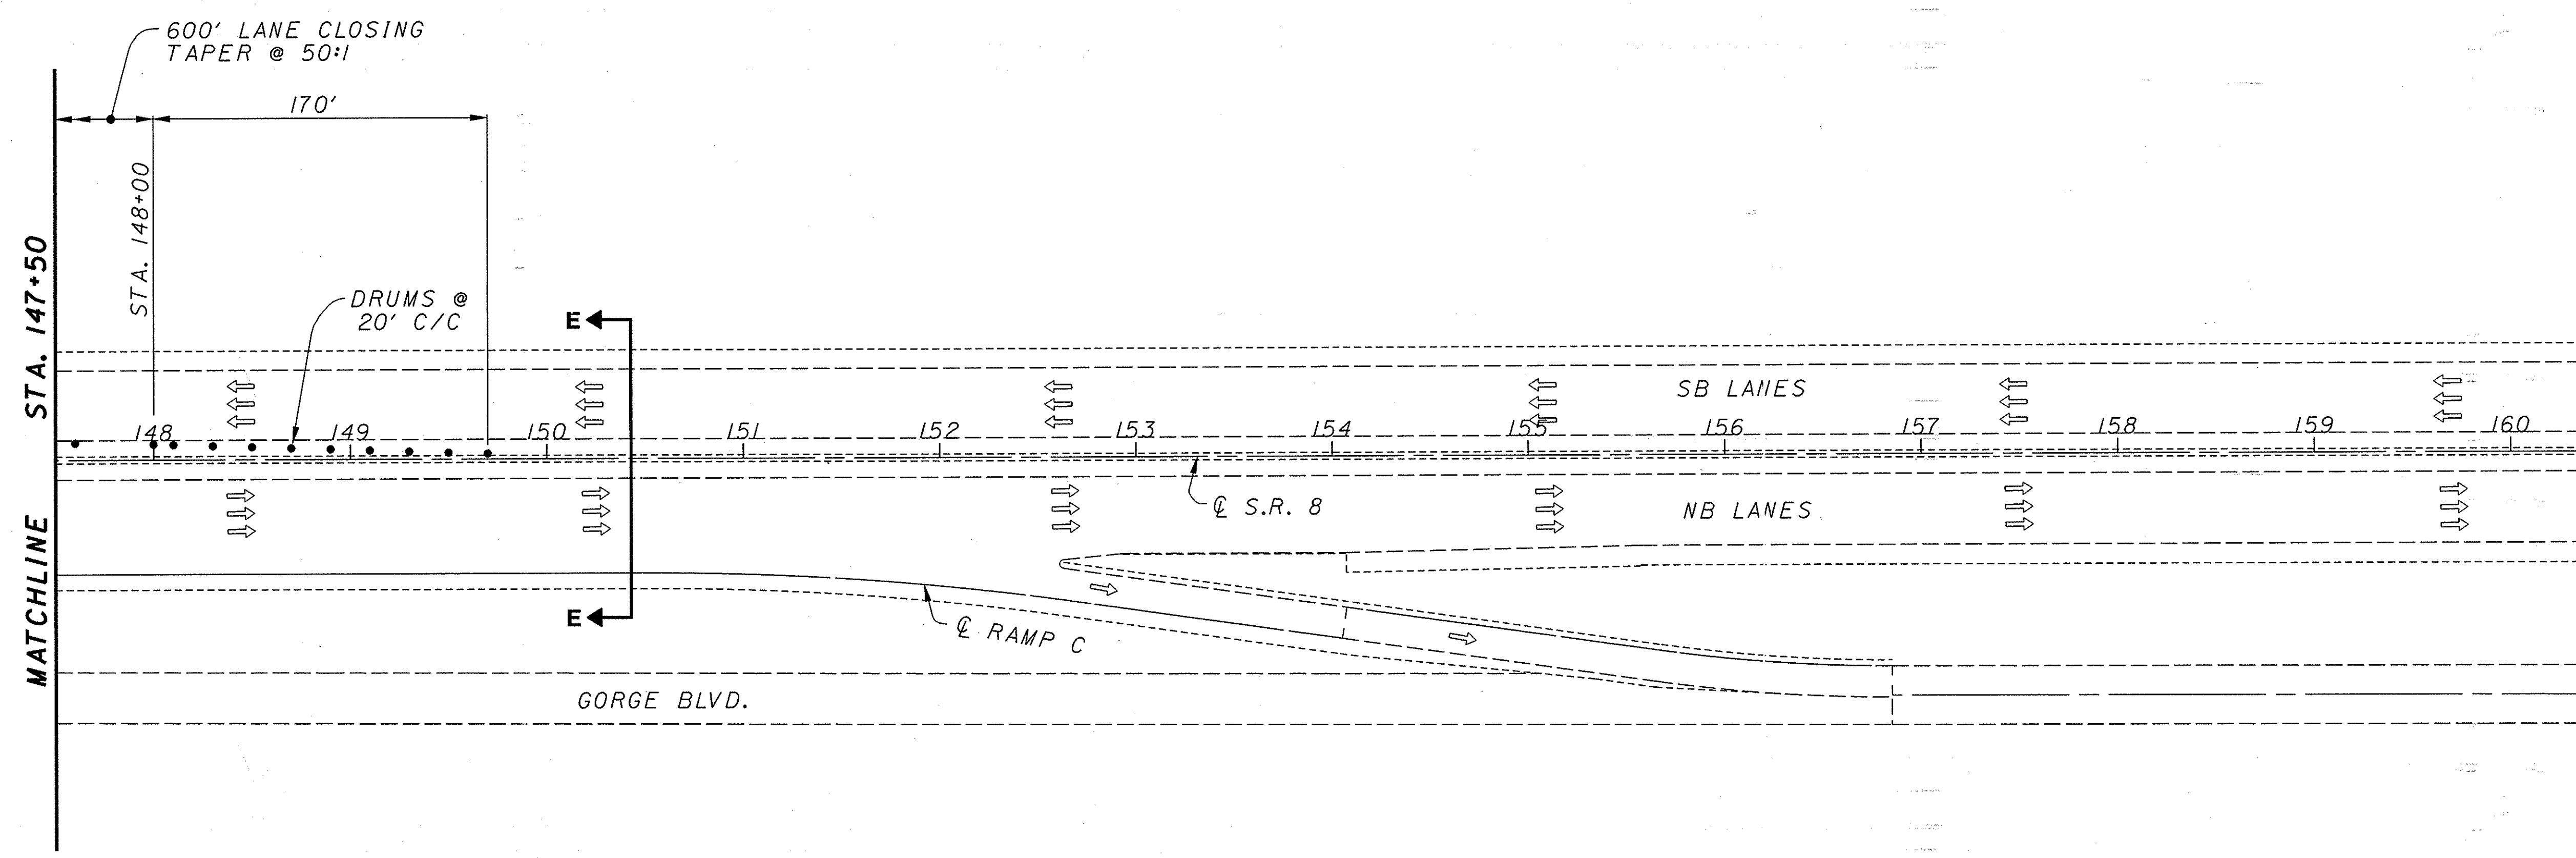 600' LANE CLOSING
TAPER @ 50:1
170'
STA. 148+00
MATCHLINE STA. 147+50
DRUMS @
20' C/C
E
SB LANES
148 149 150 151 152 153 154 155 156 157 158 159 160
℄ S.R. 8
NB LANES
E
℄ RAMP C
GORGE BLVD.